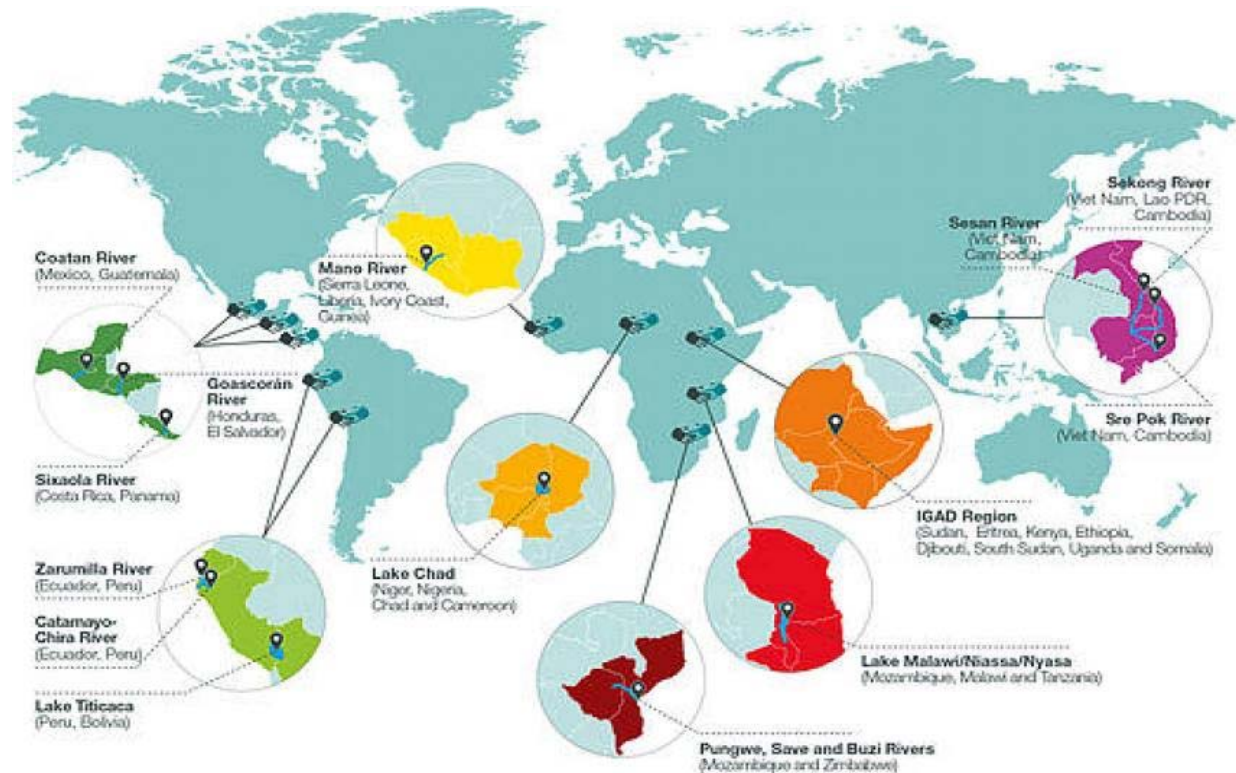 Coatan River
(Mexico, Guatemala)
Mano River
(Sierra Leone,
Liberia, Ivory Coast,
Guinea)
Sekong River
(Viet Nam, Lao PDR,
Cambodia)
Sesan River
(Viet Nam,
Cambodia)
Goascorán
River
(Honduras,
El Salvador)
Sre Pok River
(Viet Nam, Cambodia)
Sixaola River
(Costa Rica, Panama)
IGAD Region
(Sudan, Eritrea, Kenya, Ethiopia,
Djibouti, South Sudan, Uganda and Somalia)
Zarumilla River
(Ecuador, Peru)
Lake Chad
(Niger, Nigeria,
Chad and Cameroon)
Catamayo-
Chira River
(Ecuador, Peru)
Lake Malawi/Niassa/Nyasa
(Mozambique, Malawi and Tanzania)
Lake Titicaca
(Peru, Bolivia)
Pungwe, Save and Buzi Rivers
(Mozambique and Zimbabwe)